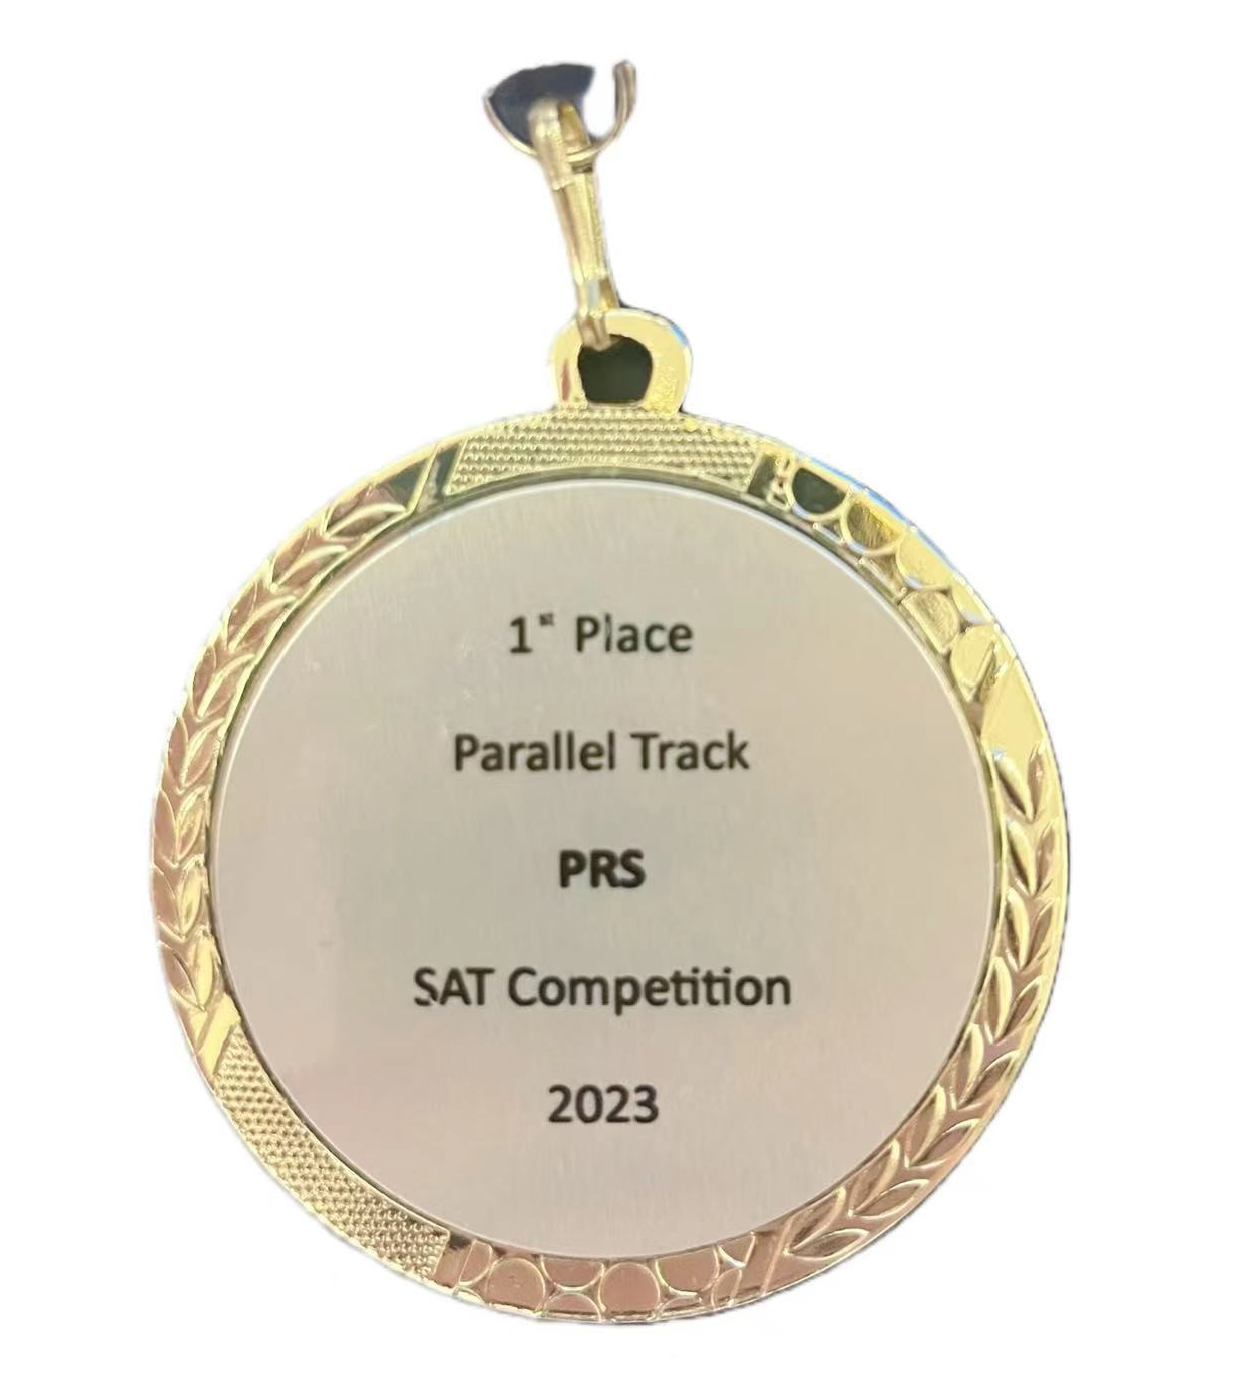 1st Place
Parallel Track
PRS
SAT Competition
2023